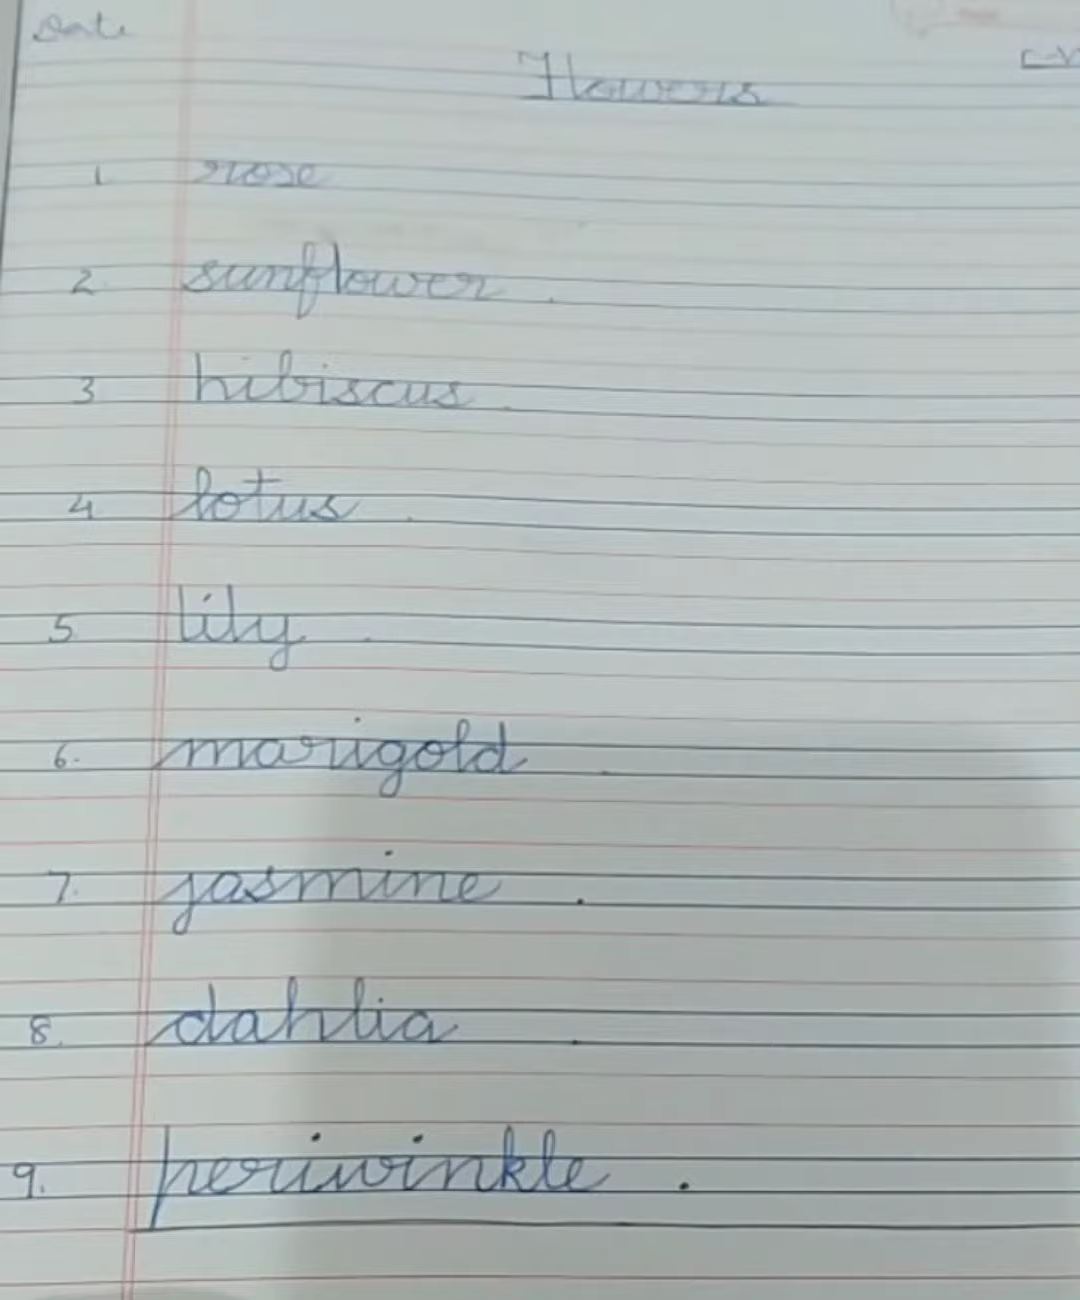 Date
Flowers
1 rose
2. sunflower.
3 hibiscus.
4 lotus.
5 lily.
6. marigold.
7. jasmine.
8. dahlia.
9. periwinkle.